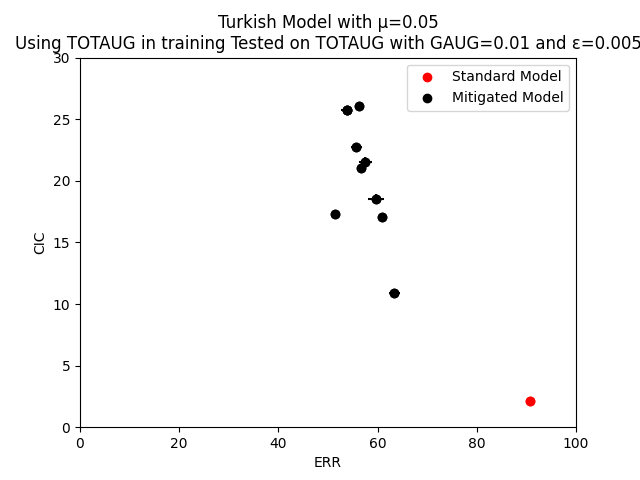 Turkish Model with μ=0.05
Using TOTAUG in training Tested on TOTAUG with GAUG=0.01 and ε=0.005
Standard Model
Mitigated Model
30
25
20
15
10
5
0
CIC
0 20 40 60 80 100
ERR